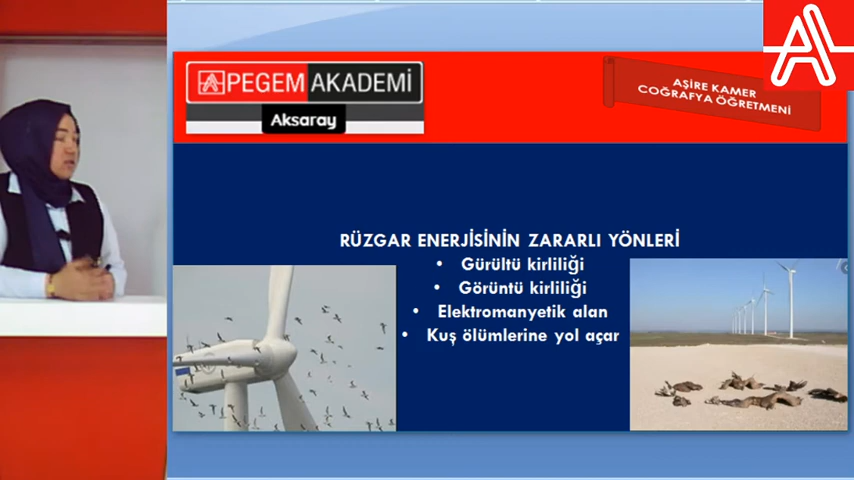 PEGEM AKADEMİ
Aksaray
AŞİRE KAMER
COĞRAFYA ÖĞRETMENİ
RÜZGAR ENERJİSİNİN ZARARLI YÖNLERİ
• Gürültü kirliliği
• Görüntü kirliliği
• Elektromanyetik alan
• Kuş ölümlerine yol açar